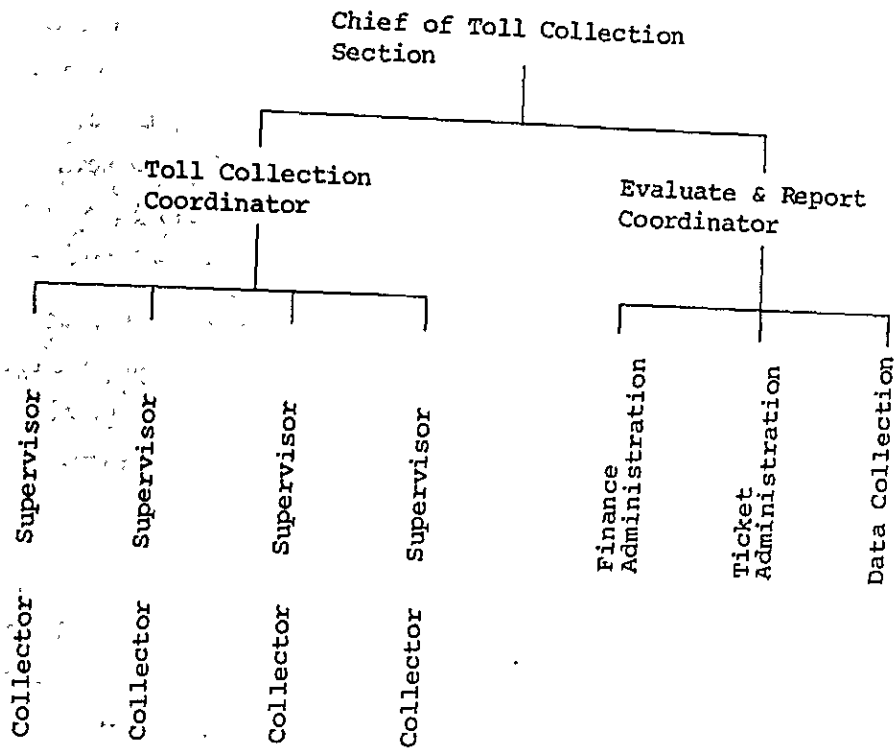 Chief of Toll Collection
Section
Toll Collection
Coordinator
Evaluate & Report
Coordinator
Supervisor
Supervisor
Supervisor
Supervisor
Finance
Administration
Ticket
Administration
Data Collection
Collector
Collector
Collector
Collector